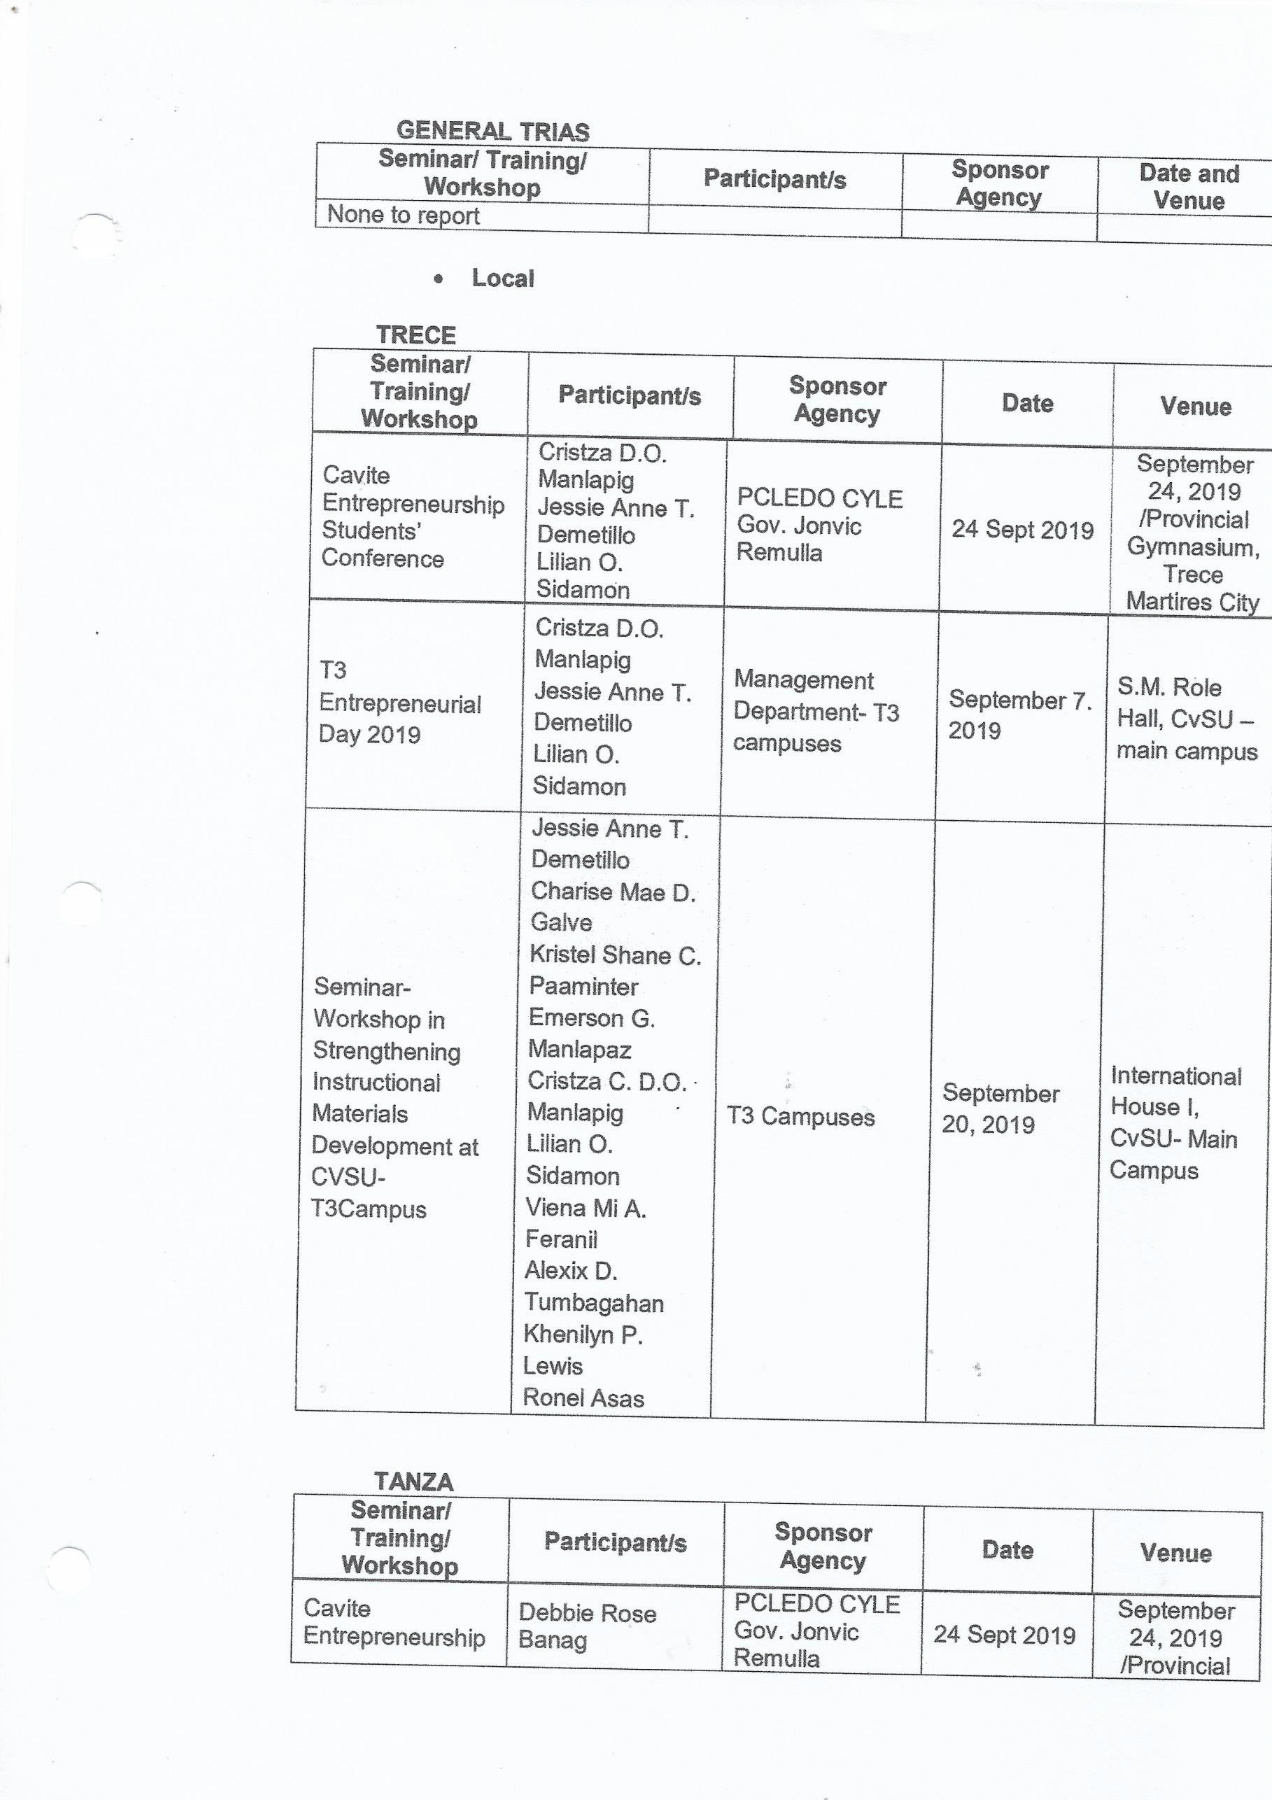 GENERAL TRIAS
Seminar/ Training/
Workshop
Participant/s
Sponsor
Agency
Date and
Venue
None to report
• Local
TRECE
Seminar/
Training/
Workshop
Participant/s
Sponsor
Agency
Date
Venue
Cavite
Entrepreneurship
Students'
Conference
Cristza D.O.
Manlapig
Jessie Anne T.
Demetillo
Lilian O.
Sidamon
PCLEDO CYLE
Gov. Jonvic
Remulla
24 Sept 2019
September
24, 2019
/Provincial
Gymnasium,
Trece
Martires City
T3
Entrepreneurial
Day 2019
Cristza D.O.
Manlapig
Jessie Anne T.
Demetillo
Lilian O.
Sidamon
Management
Department- T3
campuses
September 7.
2019
S.M. Role
Hall, CvSU –
main campus
Seminar-
Workshop in
Strengthening
Instructional
Materials
Development at
CVSU-
T3Campus
Jessie Anne T.
Demetillo
Charise Mae D.
Galve
Kristel Shane C.
Paaminter
Emerson G.
Manlapaz
Cristza C. D.O.
Manlapig
Lilian O.
Sidamon
Viena Mi A.
Feranil
Alexix D.
Tumbagahan
Khenilyn P.
Lewis
Ronel Asas
T3 Campuses
September
20, 2019
International
House I,
CvSU- Main
Campus
TANZA
Seminar/
Training/
Workshop
Participant/s
Sponsor
Agency
Date
Venue
Cavite
Entrepreneurship
Debbie Rose
Banag
PCLEDO CYLE
Gov. Jonvic
Remulla
24 Sept 2019
September
24, 2019
/Provincial